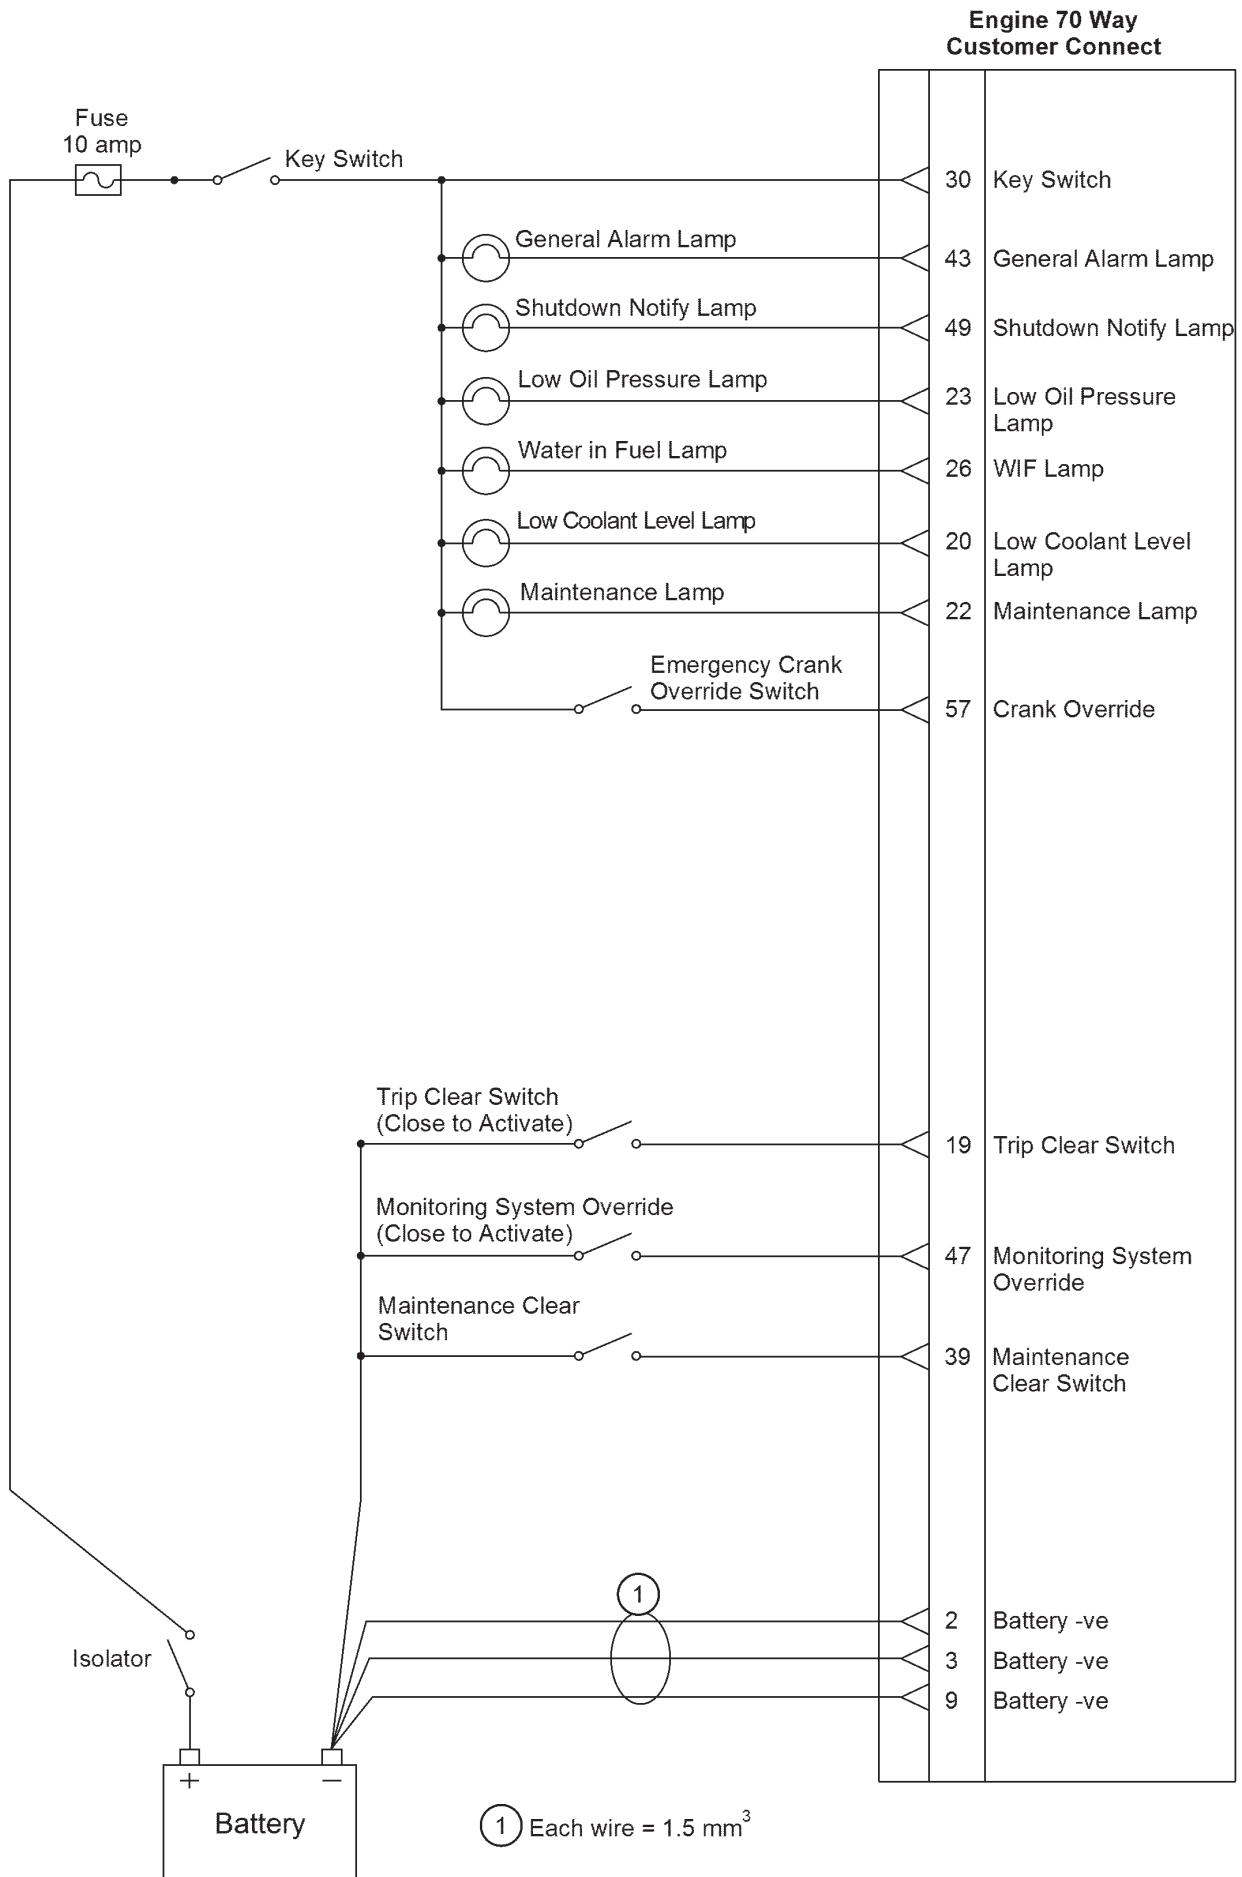 Engine 70 Way
Customer Connect
Fuse
10 amp
Key Switch
30 Key Switch
General Alarm Lamp
43 General Alarm Lamp
Shutdown Notify Lamp
49 Shutdown Notify Lamp
Low Oil Pressure Lamp
23 Low Oil Pressure
Lamp
Water in Fuel Lamp
26 WIF Lamp
Low Coolant Level Lamp
20 Low Coolant Level
Lamp
Maintenance Lamp
22 Maintenance Lamp
Emergency Crank
Override Switch
57 Crank Override
Trip Clear Switch
(Close to Activate)
19 Trip Clear Switch
Monitoring System Override
(Close to Activate)
47 Monitoring System
Override
Maintenance Clear
Switch
39 Maintenance
Clear Switch
1
2 Battery -ve
Isolator
3 Battery -ve
9 Battery -ve
+ −
Battery
1 Each wire = 1.5 mm³